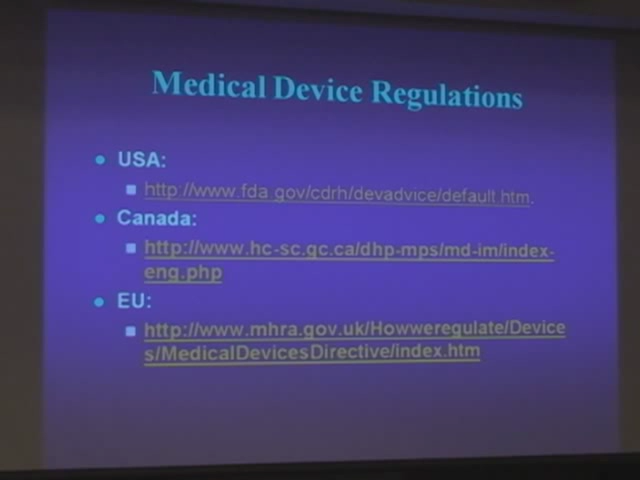 Medical Device Regulations
USA:
http://www.fda.gov/cdrh/devadvice/default.htm.
Canada:
http://www.hc-sc.gc.ca/dhp-mps/md-im/index-
eng.php
EU:
http://www.mhra.gov.uk/Howweregulate/Device
s/MedicalDevicesDirective/index.htm